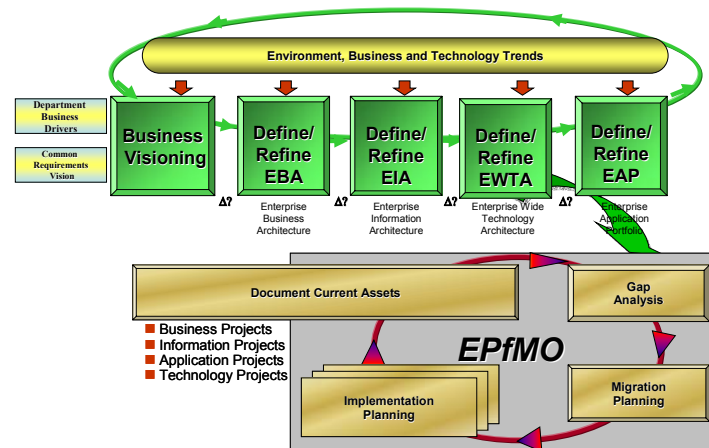 Environment, Business and Technology Trends
Department
Business
Drivers
Common
Requirements
Vision
Business
Visioning
Define/
Refine
EBA
Define/
Refine
EIA
Define/
Refine
EWTA
Define/
Refine
EAP
Δ?
Δ?
Δ?
Δ?
Enterprise
Business
Architecture
Enterprise
Information
Architecture
Enterprise Wide
Technology
Architecture
Enterprise
Application
Portfolio
Document Current Assets
Gap
Analysis
Business Projects
Information Projects
Application Projects
Technology Projects
EPfMO
Implementation
Planning
Migration
Planning